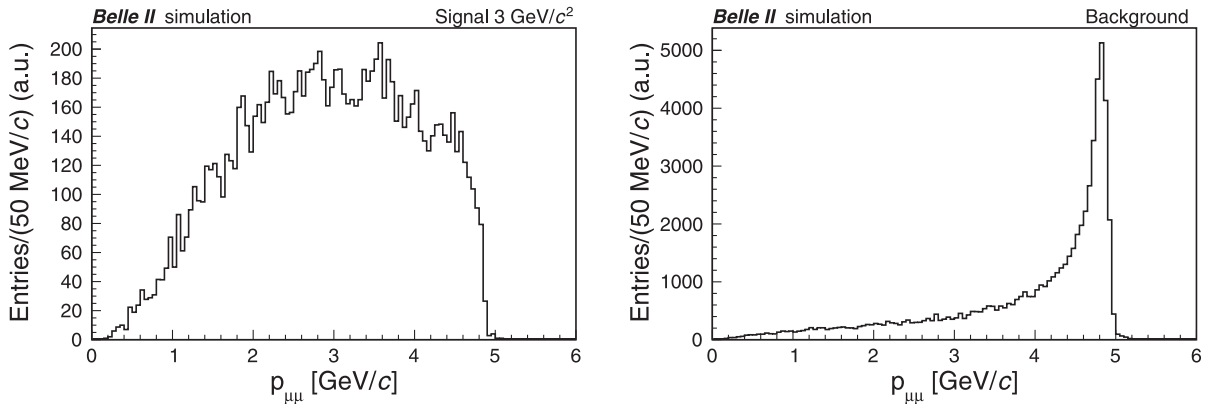 Belle II simulation Signal 3 GeV/c²
Entries/(50 MeV/c) (a.u.)
200
180
160
140
120
100
80
60
40
20
0
0 1 2 3 4 5 6
p_μμ [GeV/c]
Belle II simulation Background
Entries/(50 MeV/c) (a.u.)
5000
4000
3000
2000
1000
0
0 1 2 3 4 5 6
p_μμ [GeV/c]